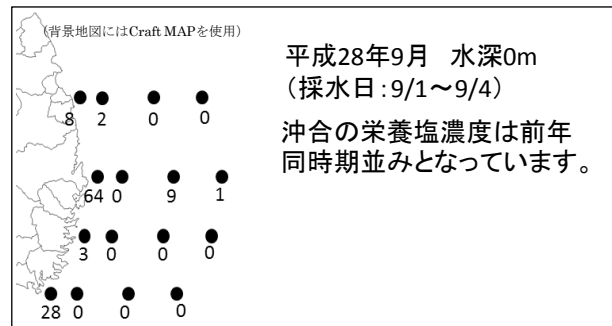 (背景地図にはCraft MAPを使用)
平成28年9月 水深0m
(採水日:9/1~9/4)
沖合の栄養塩濃度は前年
同時期並みとなっています。
8 2 0 0
64 0 9 1
3 0 0 0
28 0 0 0